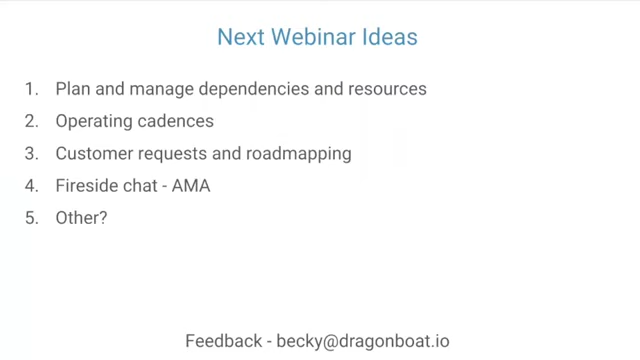 Next Webinar Ideas
1. Plan and manage dependencies and resources
2. Operating cadences
3. Customer requests and roadmapping
4. Fireside chat - AMA
5. Other?
Feedback - becky@dragonboat.io